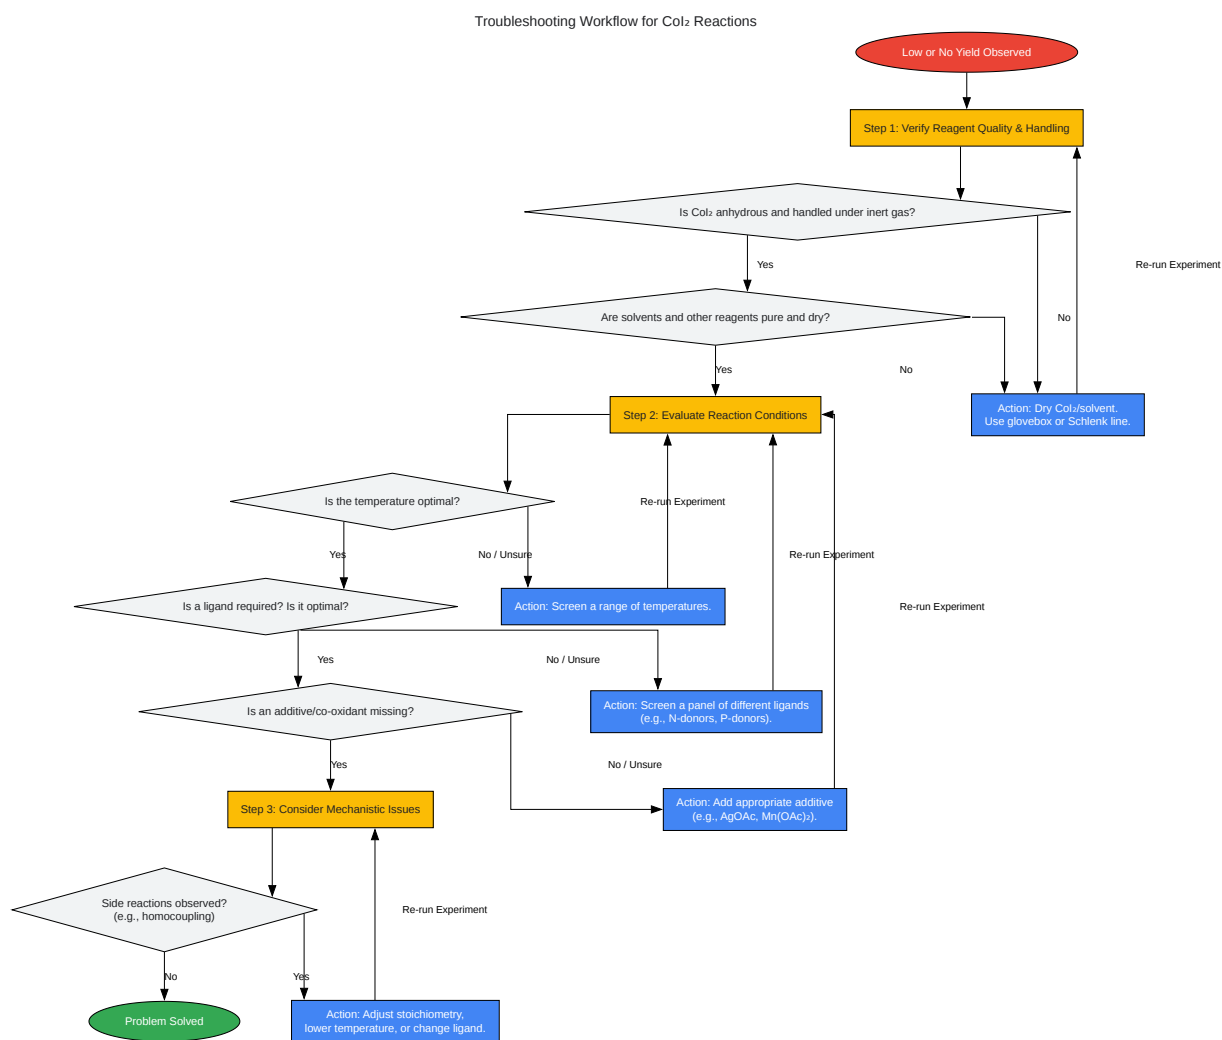 Troubleshooting Workflow for CoI₂ Reactions
Low or No Yield Observed
Step 1: Verify Reagent Quality & Handling
Is CoI₂ anhydrous and handled under inert gas?
Yes
Re-run Experiment
Are solvents and other reagents pure and dry?
No
Yes
No
Action: Dry CoI₂/solvent.
Use glovebox or Schlenk line.
Step 2: Evaluate Reaction Conditions
Is the temperature optimal?
Re-run Experiment
Yes
No / Unsure
Re-run Experiment
Is a ligand required? Is it optimal?
Action: Screen a range of temperatures.
Re-run Experiment
Yes
No / Unsure
Is an additive/co-oxidant missing?
Action: Screen a panel of different ligands
(e.g., N-donors, P-donors).
Yes
No / Unsure
Step 3: Consider Mechanistic Issues
Action: Add appropriate additive
(e.g., AgOAc, Mn(OAc)₂).
Side reactions observed?
(e.g., homocoupling)
Re-run Experiment
No
Yes
Problem Solved
Action: Adjust stoichiometry,
lower temperature, or change ligand.